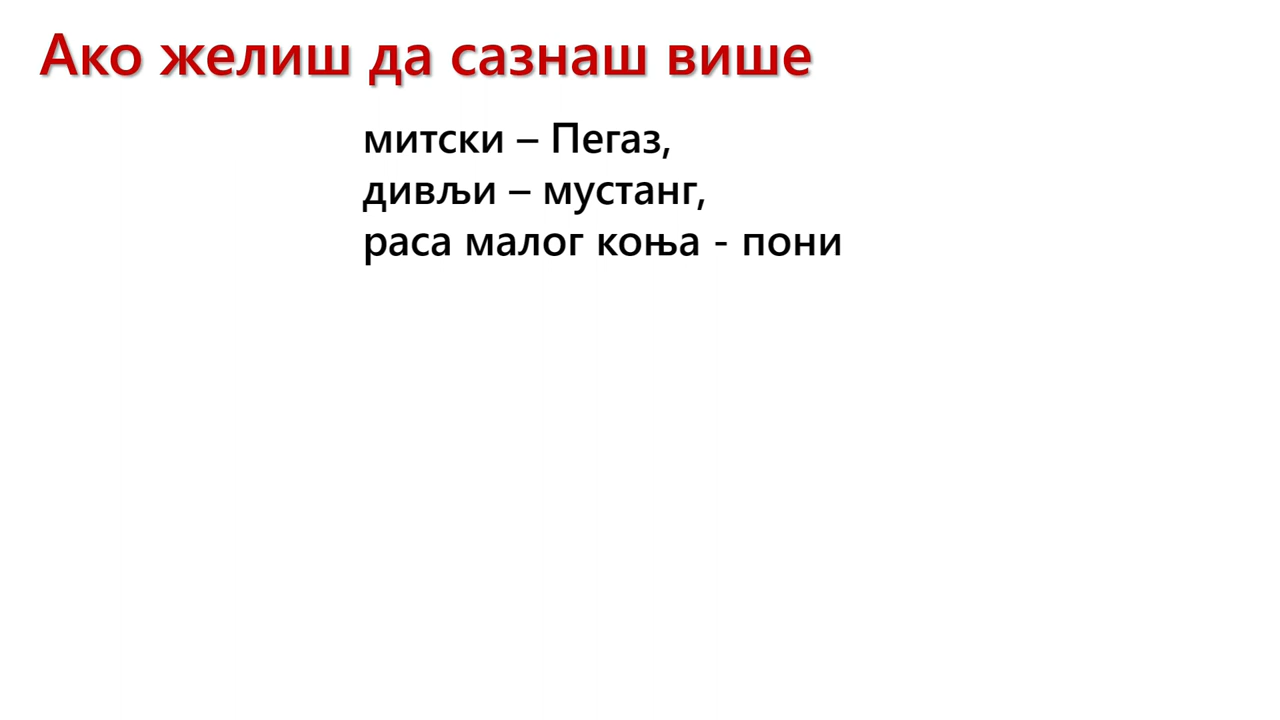 Ако желиш да сазнаш више
митски – Пегаз,
дивљи – мустанг,
раса малог коња - пони